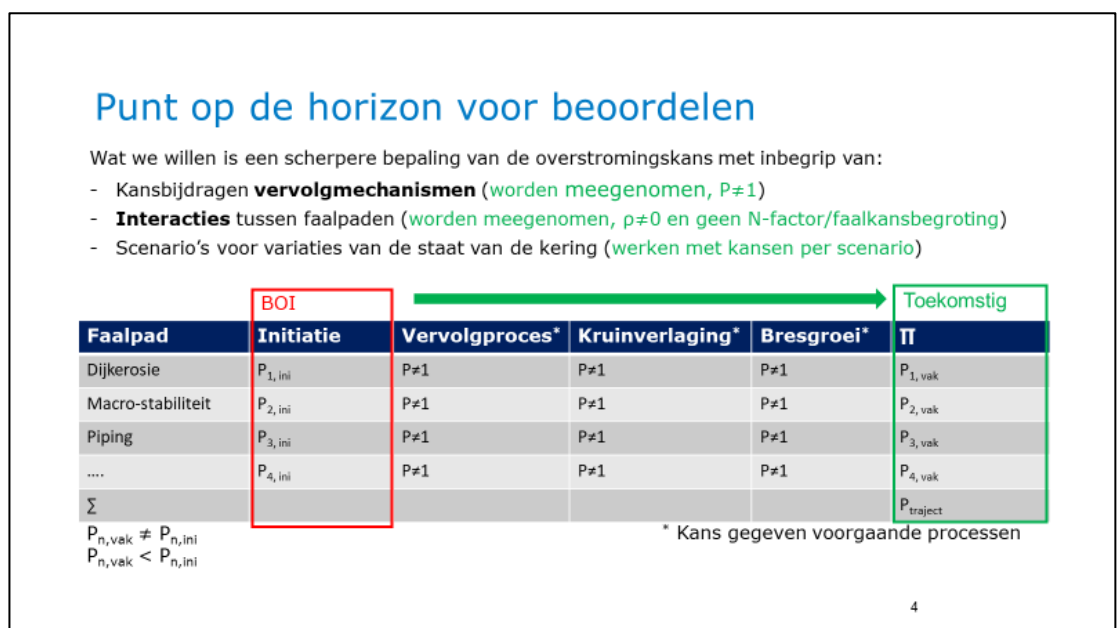 Punt op de horizon voor beoordelen
Wat we willen is een scherpere bepaling van de overstromingskans met inbegrip van:
- Kansbijdragen vervolgmechanismen (worden meegenomen, P≠1)
- Interacties tussen faalpaden (worden meegenomen, ρ≠0 en geen N-factor/faalkansbegroting)
- Scenario's voor variaties van de staat van de kering (werken met kansen per scenario)
BOI Toekomstig
Faalpad Initiatie Vervolgproces* Kruinverlaging* Bresgroei* Π
Dijkerosie P1, ini P≠1 P≠1 P≠1 P1, vak
Macro-stabiliteit P2, ini P≠1 P≠1 P≠1 P2, vak
Piping P3, ini P≠1 P≠1 P≠1 P3, vak
.... P4, ini P≠1 P≠1 P≠1 P4, vak
∑ Ptraject
Pn,vak ≠ Pn,ini * Kans gegeven voorgaande processen
Pn,vak < Pn,ini
4